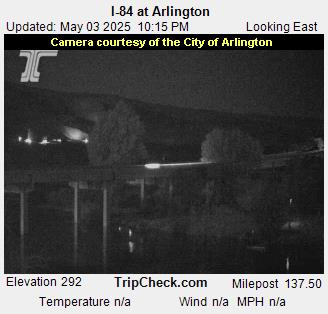 I-84 at Arlington
Updated: May 03 2025 10:15 PM Looking East
Camera courtesy of the City of Arlington
Elevation 292 TripCheck.com Milepost 137.50
Temperature n/a Wind n/a MPH n/a